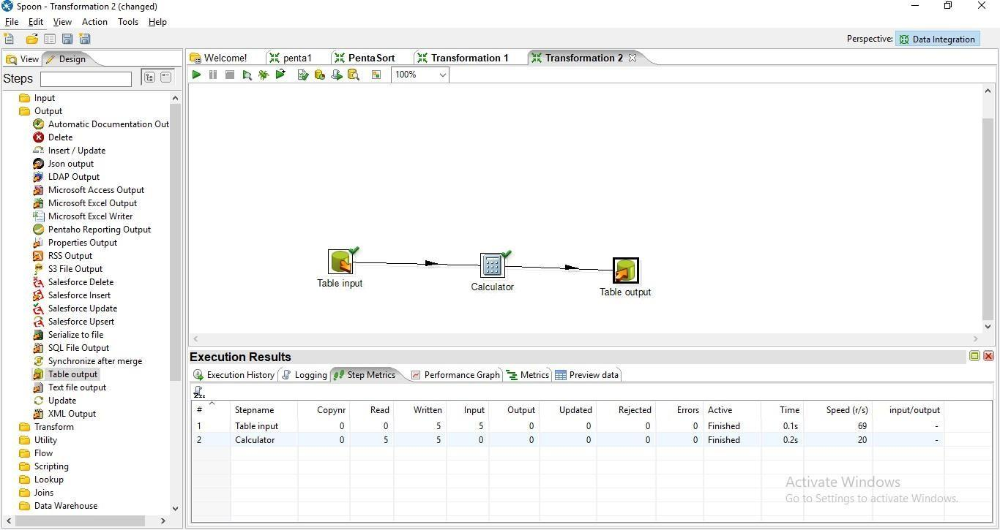 Spoon - Transformation 2 (changed)
File Edit View Action Tools Help
Perspective: Data Integration
View Design
Welcome! penta1 PentaSort Transformation 1 Transformation 2
Steps
100%
Input
Output
Automatic Documentation Out
Delete
Insert / Update
Json output
LDAP Output
Microsoft Access Output
Microsoft Excel Output
Microsoft Excel Writer
Pentaho Reporting Output
Properties Output
RSS Output
S3 File Output
Salesforce Delete
Salesforce Insert
Salesforce Update
Salesforce Upsert
Serialize to file
SQL File Output
Synchronize after merge
Table output
Text file output
Update
XML Output
Transform
Utility
Flow
Scripting
Lookup
Joins
Data Warehouse
Table input
Calculator
Table output
Execution Results
Execution History Logging Step Metrics Performance Graph Metrics Preview data
# Stepname Copynr Read Written Input Output Updated Rejected Errors Active Time Speed (r/s) input/output
1 Table input 0 0 5 5 0 0 0 0 Finished 0.1s 69 -
2 Calculator 0 5 5 0 0 0 0 0 Finished 0.2s 20 -
Activate Windows
Go to Settings to activate Windows.